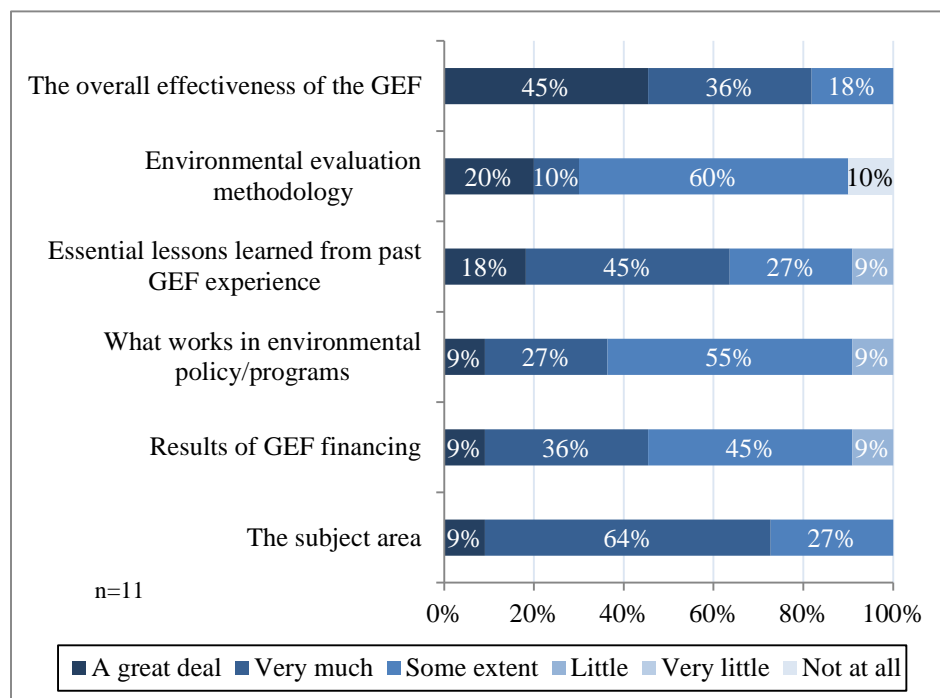 The overall effectiveness of the GEF
45% 36% 18%
Environmental evaluation
methodology
20% 10% 60% 10%
Essential lessons learned from past
GEF experience
18% 45% 27% 9%
What works in environmental
policy/programs
9% 27% 55% 9%
Results of GEF financing
9% 36% 45% 9%
The subject area
9% 64% 27%
n=11
0% 20% 40% 60% 80% 100%
A great deal Very much Some extent Little Very little Not at all